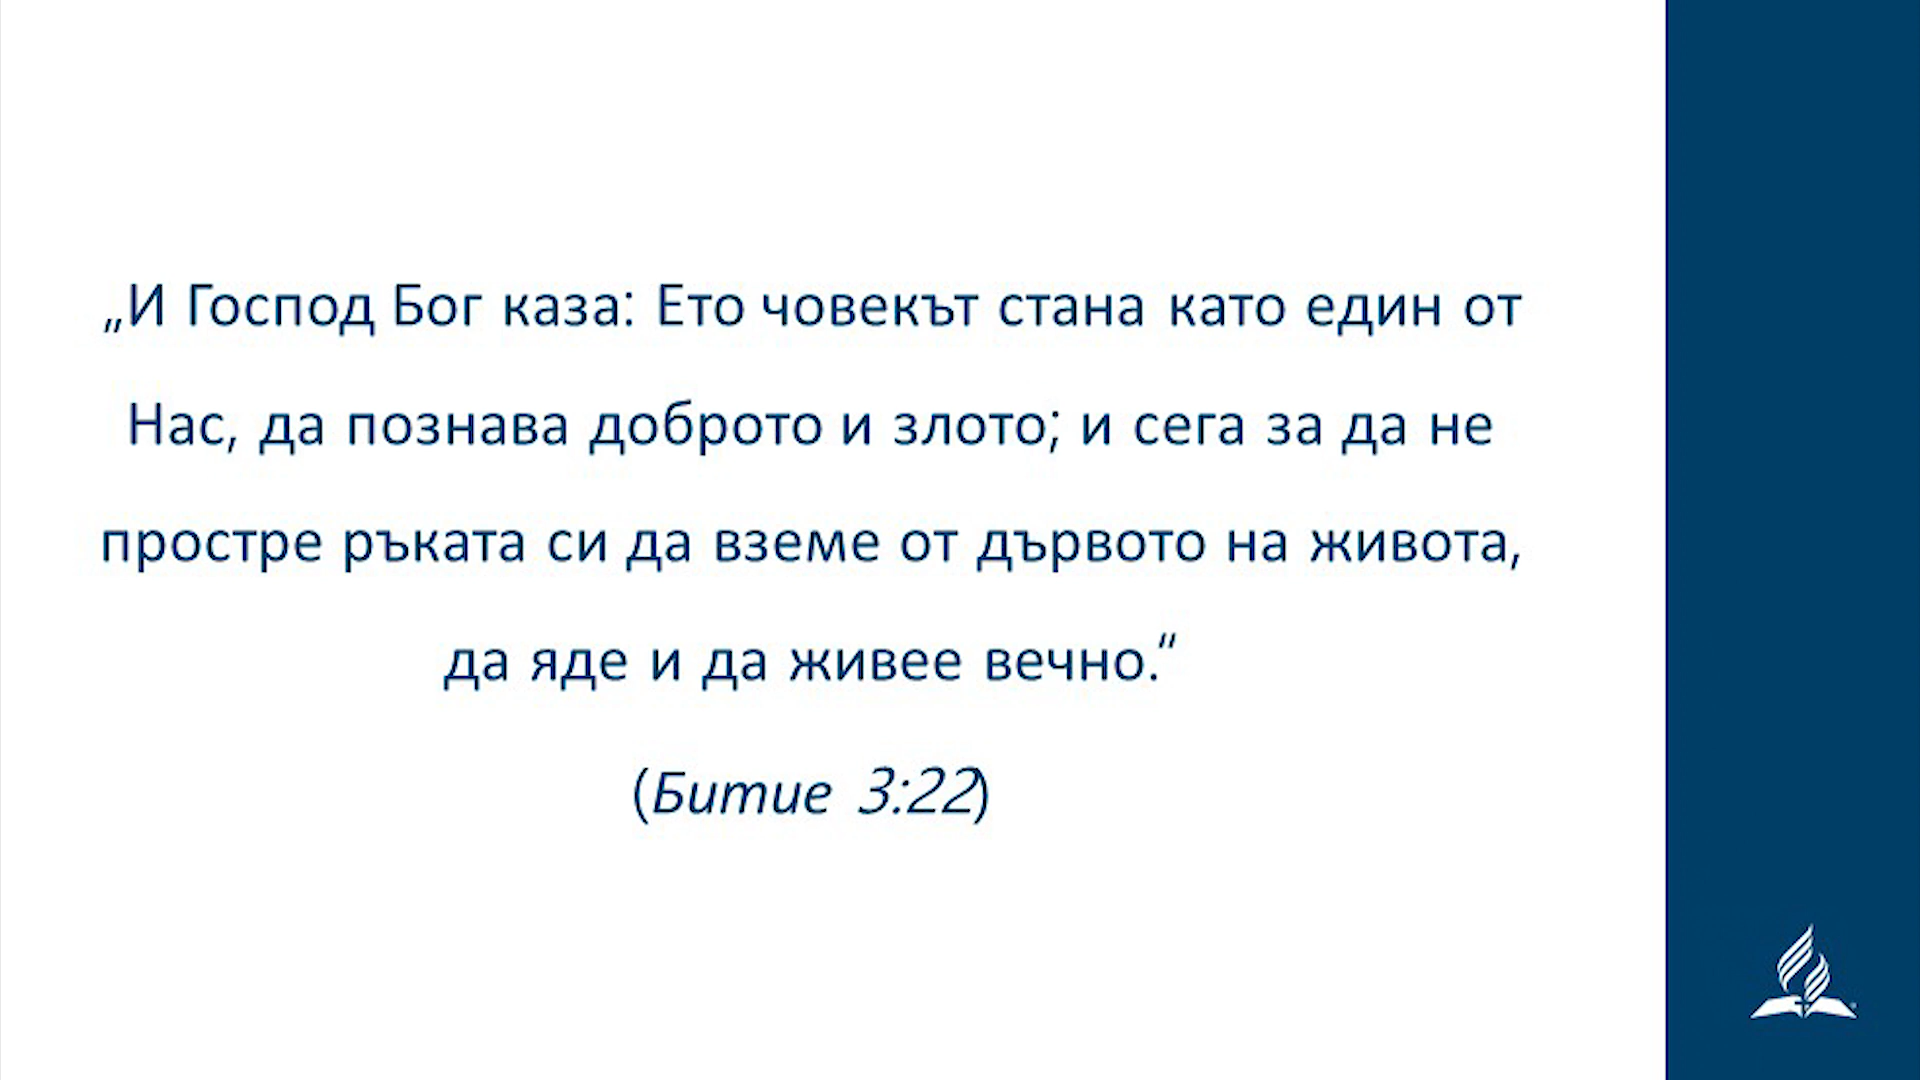 „И Господ Бог каза: Ето човекът стана като един от
Нас, да познава доброто и злото; и сега за да не
простре ръката си да вземе от дървото на живота,
да яде и да живее вечно.“
(Битие 3:22)